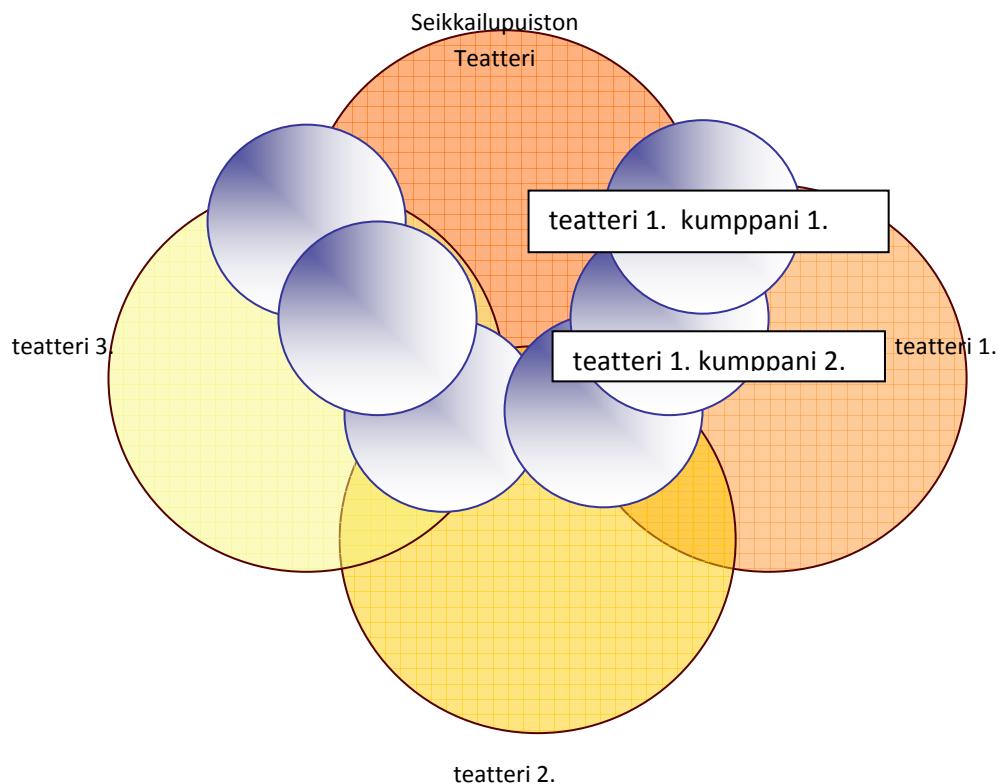 Seikkailupuiston
Teatteri
teatteri 1. kumppani 1.
teatteri 3.
teatteri 1. kumppani 2.
teatteri 1.
teatteri 2.